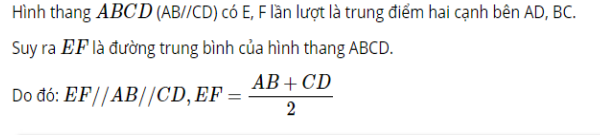 Hình thang ABCD (AB//CD) có E, F lần lượt là trung điểm hai cạnh bên AD, BC.
Suy ra EF là đường trung bình của hình thang ABCD.
Do đó: EF//AB//CD, EF = \frac{AB + CD}{2}